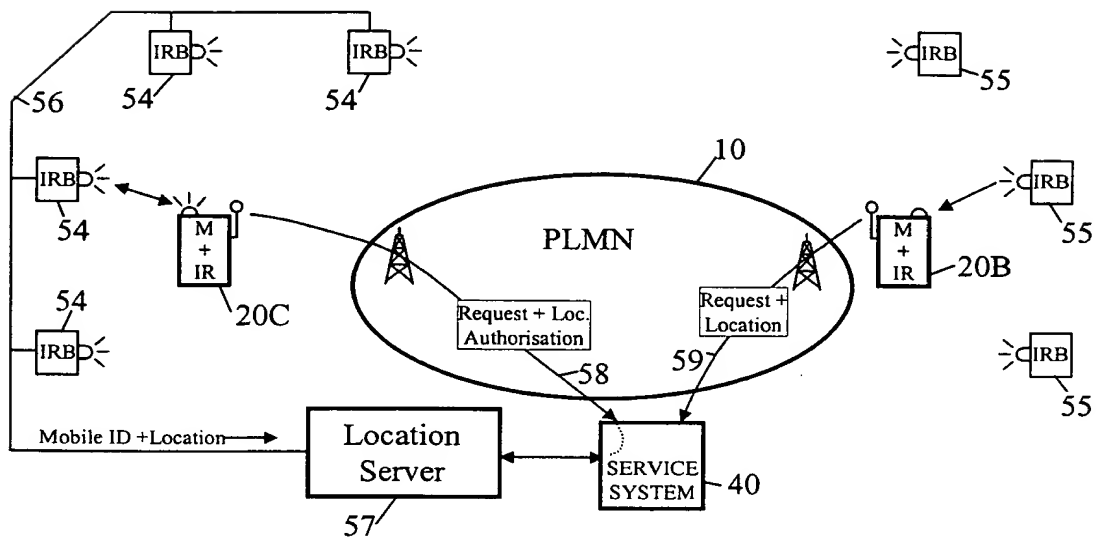 IRB
54
IRB
54
IRB
55
56
10
IRB
54
M
+
IR
20C
PLMN
M
+
IR
20B
IRB
55
54
IRB
Request + Loc.
Authorisation
58
Request +
Location
59
IRB
55
Mobile ID +Location
Location
Server
57
SERVICE
SYSTEM
40